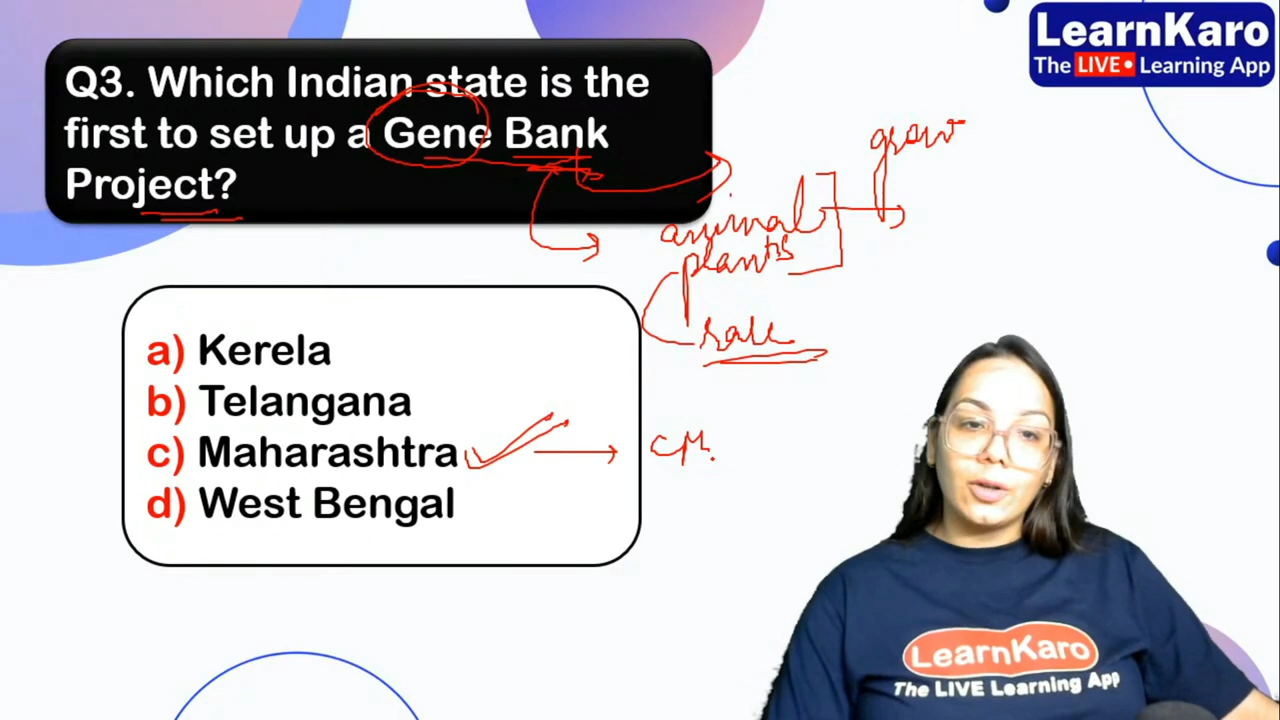 LearnKaro
The LIVE Learning App
Q3. Which Indian state is the
first to set up a Gene Bank
Project?
grow
animal
plants
a) Kerela
b) Telangana
c) Maharashtra
d) West Bengal
CM.
LearnKaro
The LIVE Learning App